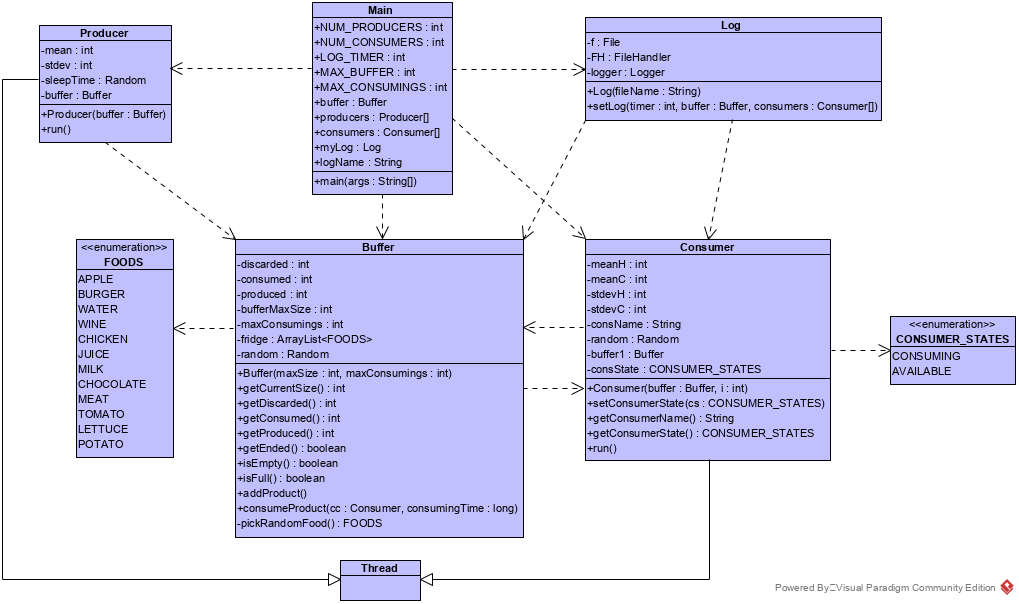 Producer
-mean : int
-stdev : int
-sleepTime : Random
-buffer : Buffer
+Producer(buffer : Buffer)
+run()
Main
+NUM_PRODUCERS : int
+NUM_CONSUMERS : int
+LOG_TIMER : int
+MAX_BUFFER : int
+MAX_CONSUMINGS : int
+buffer : Buffer
+producers : Producer[]
+consumers : Consumer[]
+myLog : Log
+logName : String
+main(args : String[])
Log
-f : File
-FH : FileHandler
-logger : Logger
+Log(fileName : String)
+setLog(timer : int, buffer : Buffer, consumers : Consumer[])
<<enumeration>>
FOODS
APPLE
BURGER
WATER
WINE
CHICKEN
JUICE
MILK
CHOCOLATE
MEAT
TOMATO
LETTUCE
POTATO
Buffer
-discarded : int
-consumed : int
-produced : int
-bufferMaxSize : int
-maxConsumings : int
-fridge : ArrayList<FOODS>
-random : Random
+Buffer(maxSize : int, maxConsumings : int)
+getCurrentSize() : int
+getDiscarded() : int
+getConsumed() : int
+getProduced() : int
+getEnded() : boolean
+isEmpty() : boolean
+isFull() : boolean
+addProduct()
+consumeProduct(cc : Consumer, consumingTime : long)
-pickRandomFood() : FOODS
Consumer
-meanH : int
-meanC : int
-stdevH : int
-stdevC : int
-consName : String
-random : Random
-buffer1 : Buffer
-consState : CONSUMER_STATES
+Consumer(buffer : Buffer, i : int)
+setConsumerState(cs : CONSUMER_STATES)
+getConsumerName() : String
+getConsumerState() : CONSUMER_STATES
+run()
<<enumeration>>
CONSUMER_STATES
CONSUMING
AVAILABLE
Thread
Powered By Visual Paradigm Community Edition